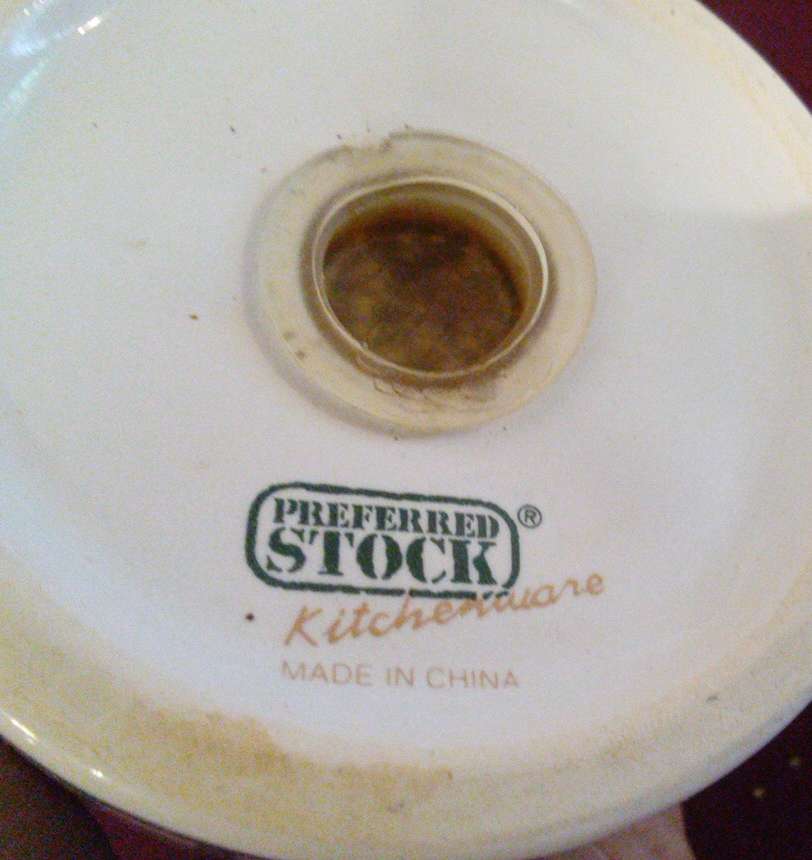 PREFERRED
STOCK®
Kitchenware
MADE IN CHINA